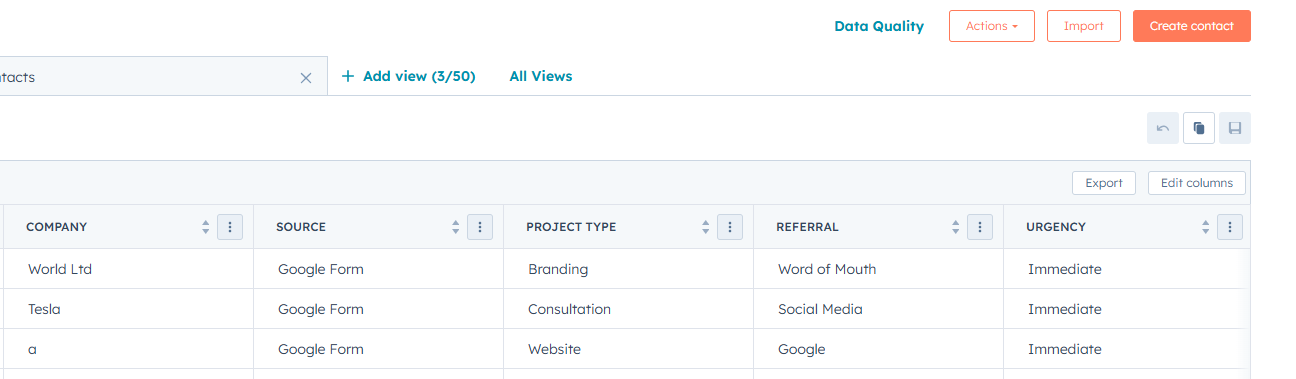 Data Quality Actions Import Create contact
ntacts Add view (3/50) All Views
Export Edit columns
COMPANY SOURCE PROJECT TYPE REFERRAL URGENCY
World Ltd Google Form Branding Word of Mouth Immediate
Tesla Google Form Consultation Social Media Immediate
a Google Form Website Google Immediate